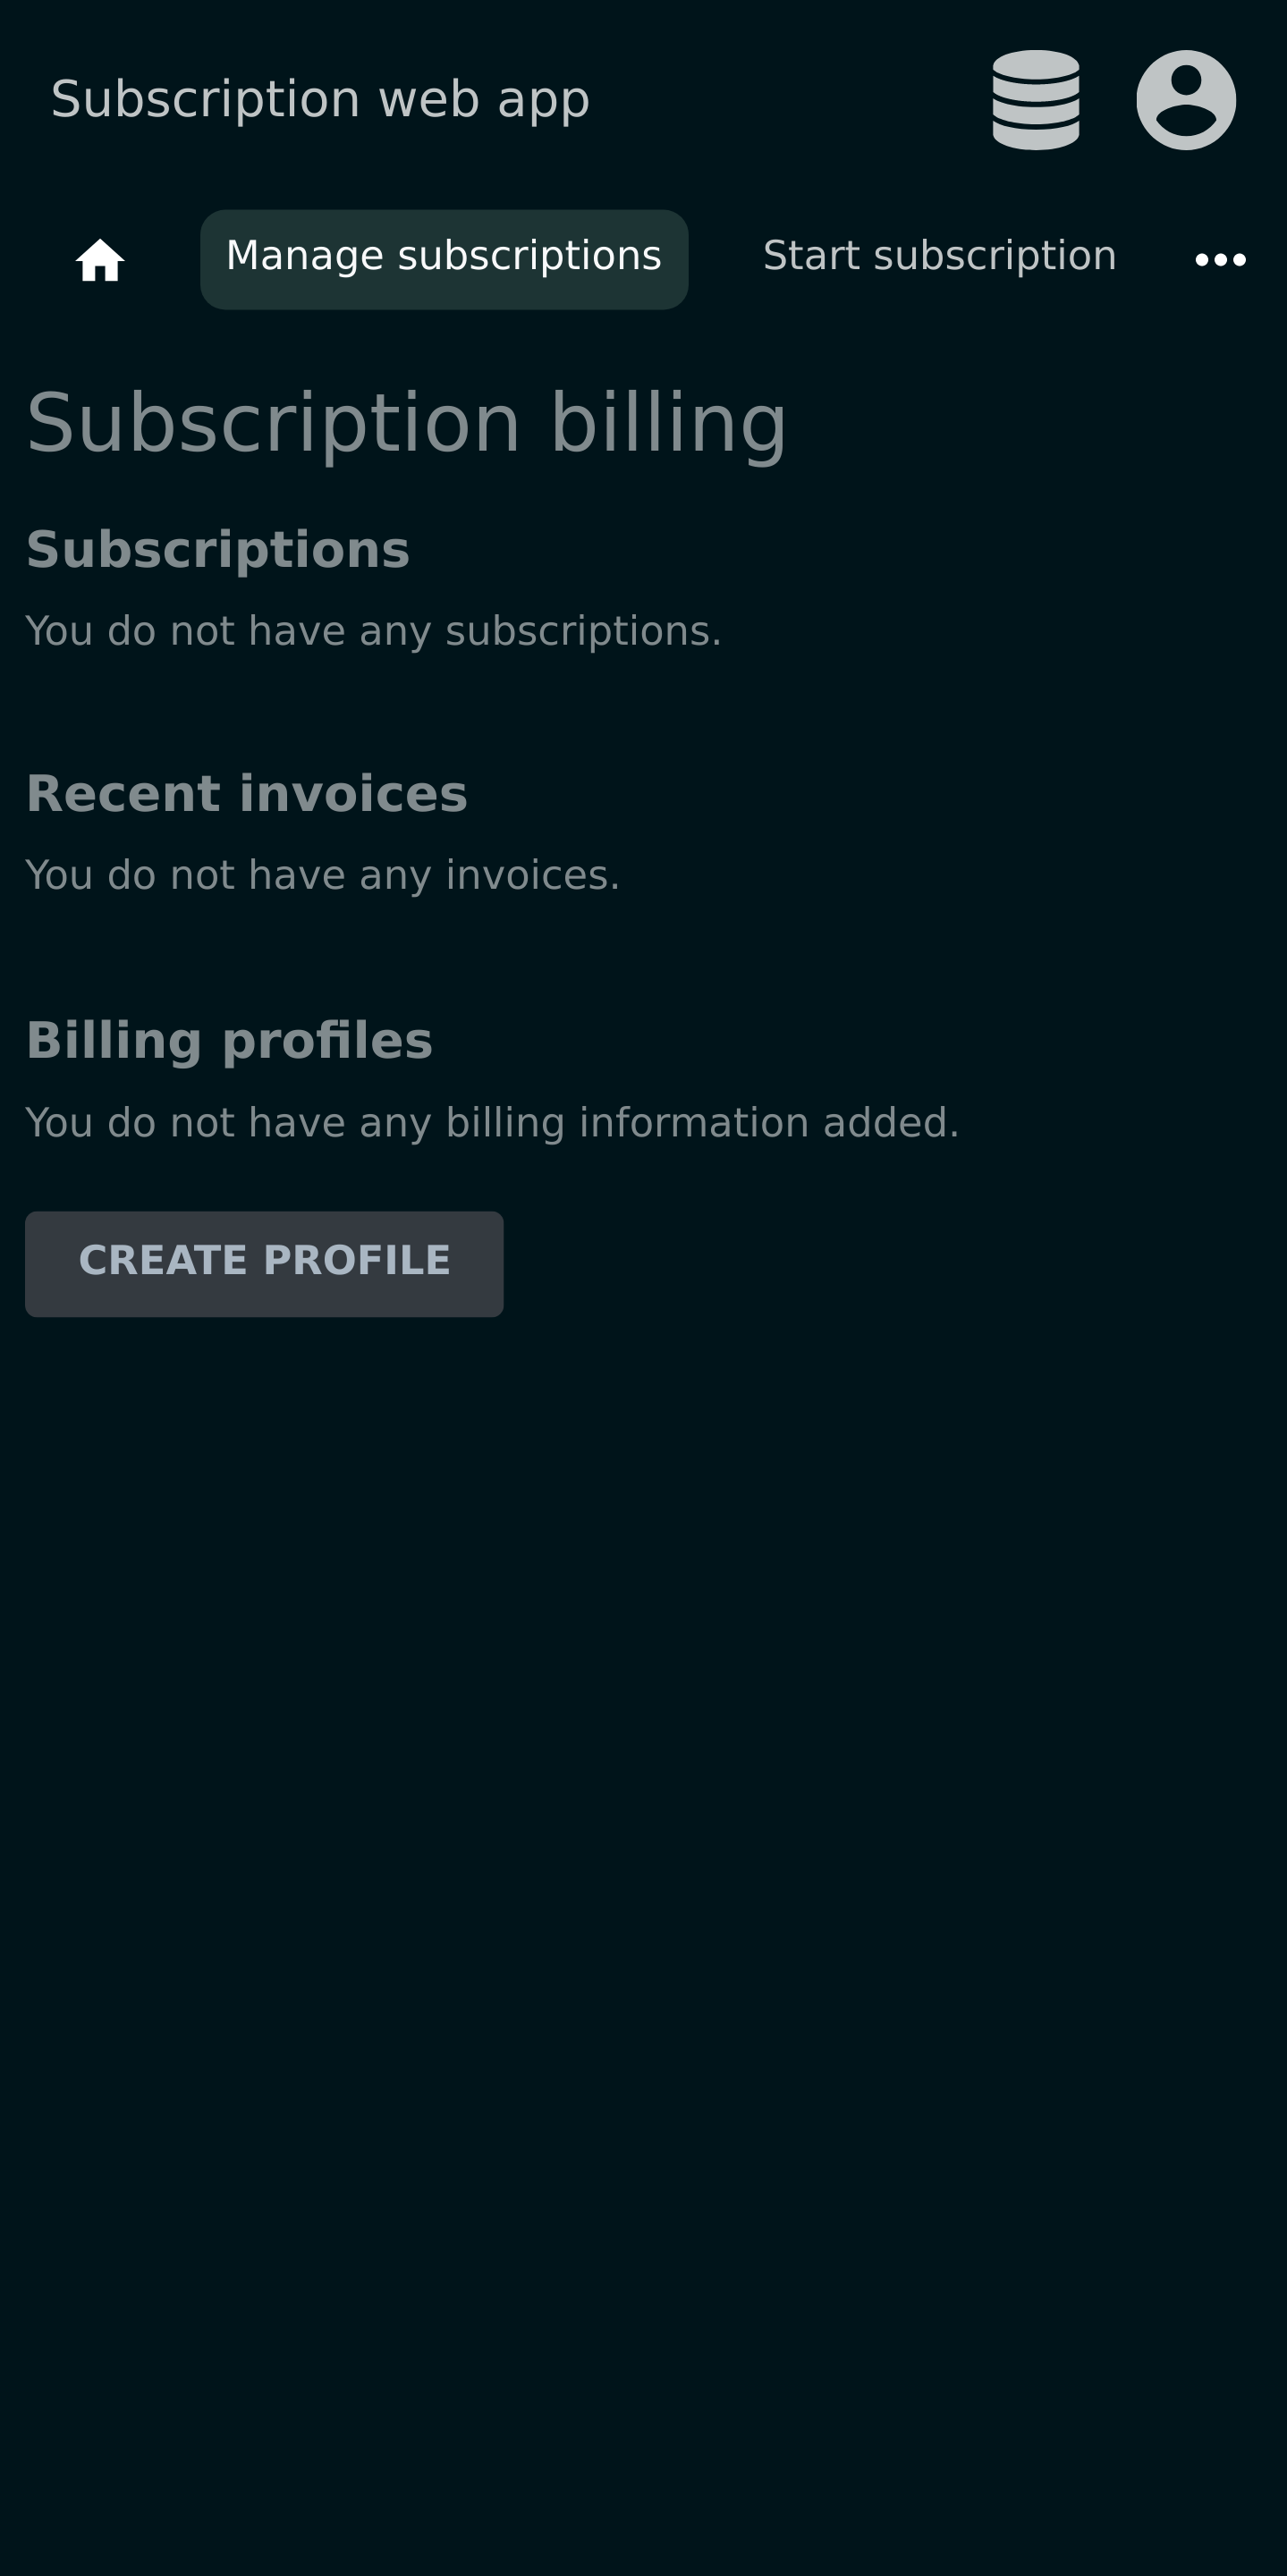 Subscription web app
Manage subscriptions Start subscription
Subscription billing
Subscriptions
You do not have any subscriptions.
Recent invoices
You do not have any invoices.
Billing profiles
You do not have any billing information added.
CREATE PROFILE